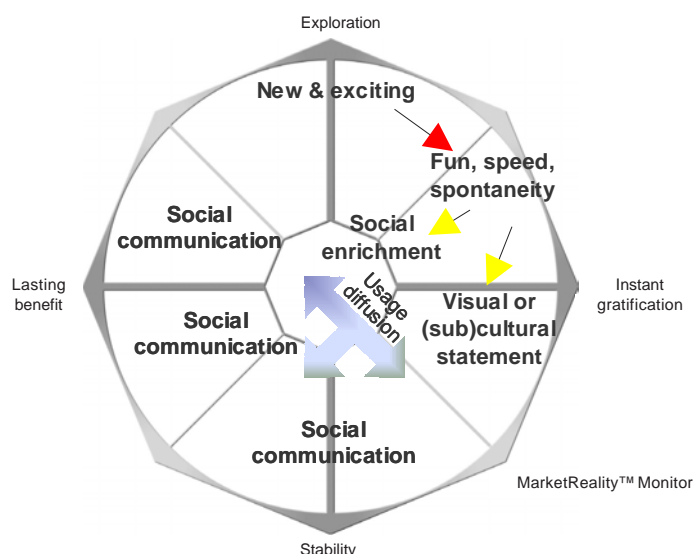 Exploration
New & exciting
Fun, speed,
spontaneity
Social
communication
Social
enrichment
Lasting
benefit
Usage
diffusion
Instant
gratification
Social
communication
Visual or
(sub)cultural
statement
Social
communication
MarketReality™ Monitor
Stability